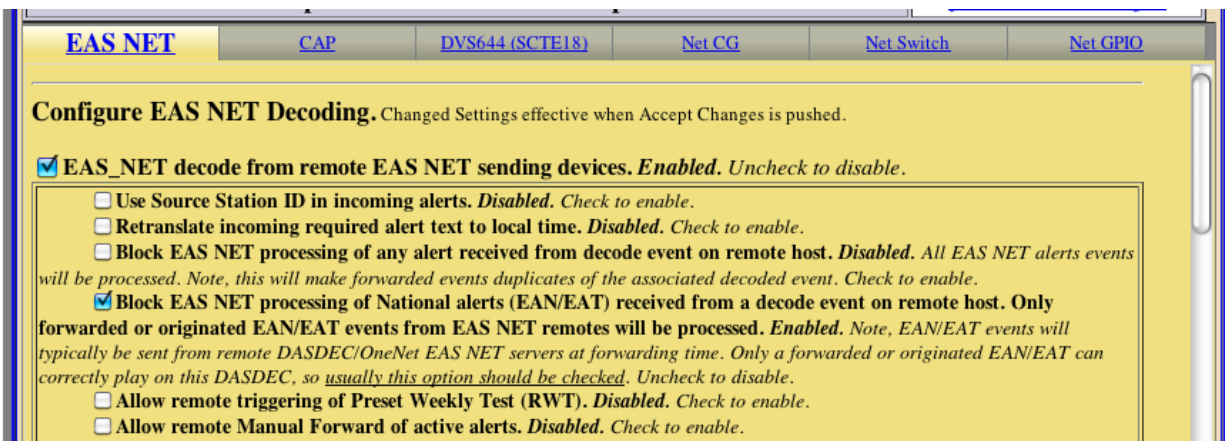 EAS NET CAP DVS644 (SCTE18) Net CG Net Switch Net GPIO
Configure EAS NET Decoding. Changed Settings effective when Accept Changes is pushed.
EAS_NET decode from remote EAS NET sending devices. Enabled. Uncheck to disable.
Use Source Station ID in incoming alerts. Disabled. Check to enable.
Retranslate incoming required alert text to local time. Disabled. Check to enable.
Block EAS NET processing of any alert received from decode event on remote host. Disabled. All EAS NET alerts events
will be processed. Note, this will make forwarded events duplicates of the associated decoded event. Check to enable.
Block EAS NET processing of National alerts (EAN/EAT) received from a decode event on remote host. Only
forwarded or originated EAN/EAT events from EAS NET remotes will be processed. Enabled. Note, EAN/EAT events will
typically be sent from remote DASDEC/OneNet EAS NET servers at forwarding time. Only a forwarded or originated EAN/EAT can
correctly play on this DASDEC, so usually this option should be checked. Uncheck to disable.
Allow remote triggering of Preset Weekly Test (RWT). Disabled. Check to enable.
Allow remote Manual Forward of active alerts. Disabled. Check to enable.